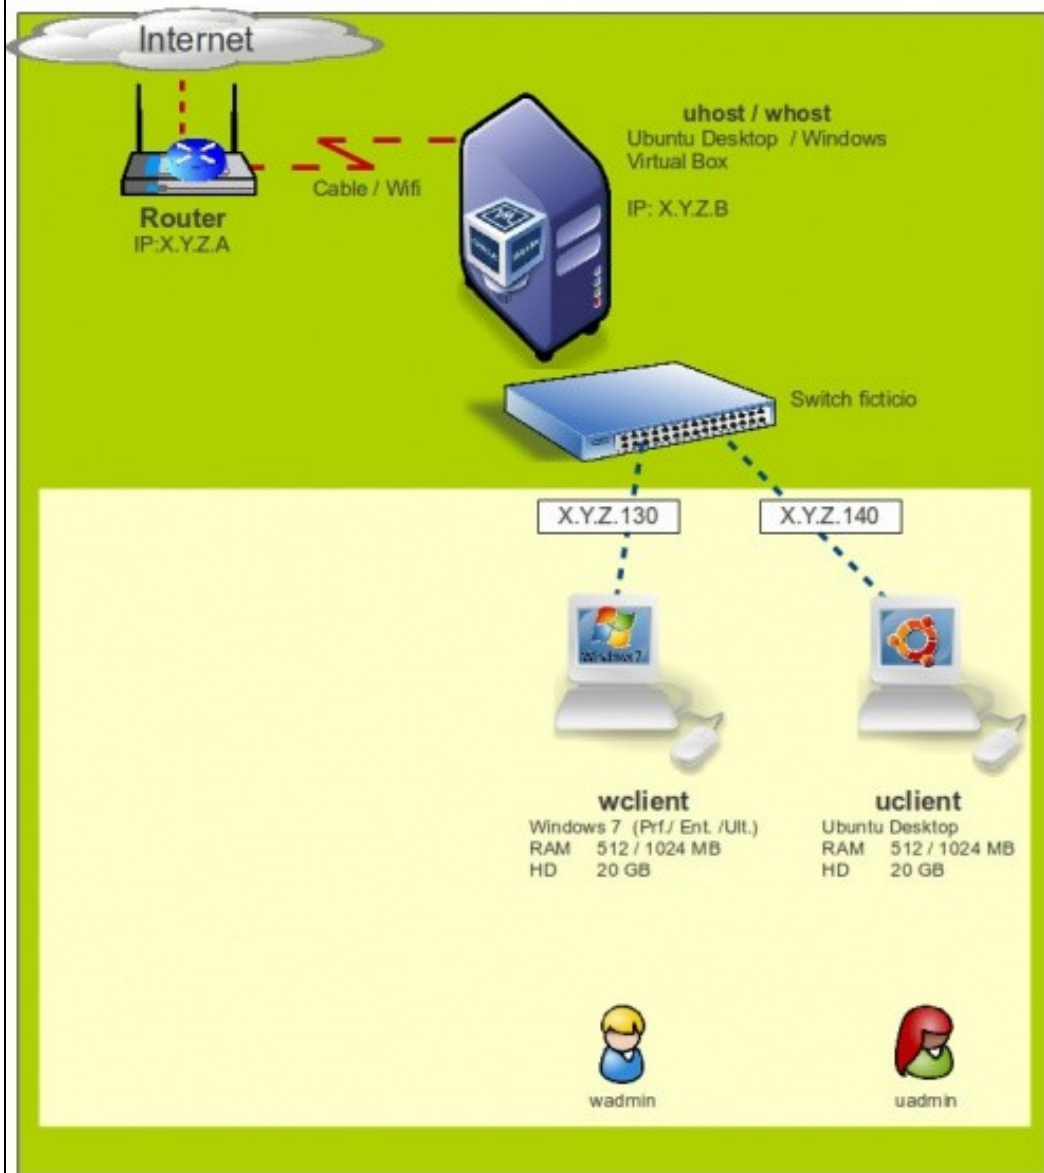 Internet
Router
IP:X.Y.Z.A
Cable / Wifi
uhost / whost
Ubuntu Desktop / Windows
Virtual Box
IP: X.Y.Z.B
Switch ficticio
X.Y.Z.130
X.Y.Z.140
Windows 7
wclient
Windows 7 (Prf./ Ent. /Ult.)
RAM 512 / 1024 MB
HD 20 GB
uclient
Ubuntu Desktop
RAM 512 / 1024 MB
HD 20 GB
wadmin
uadmin